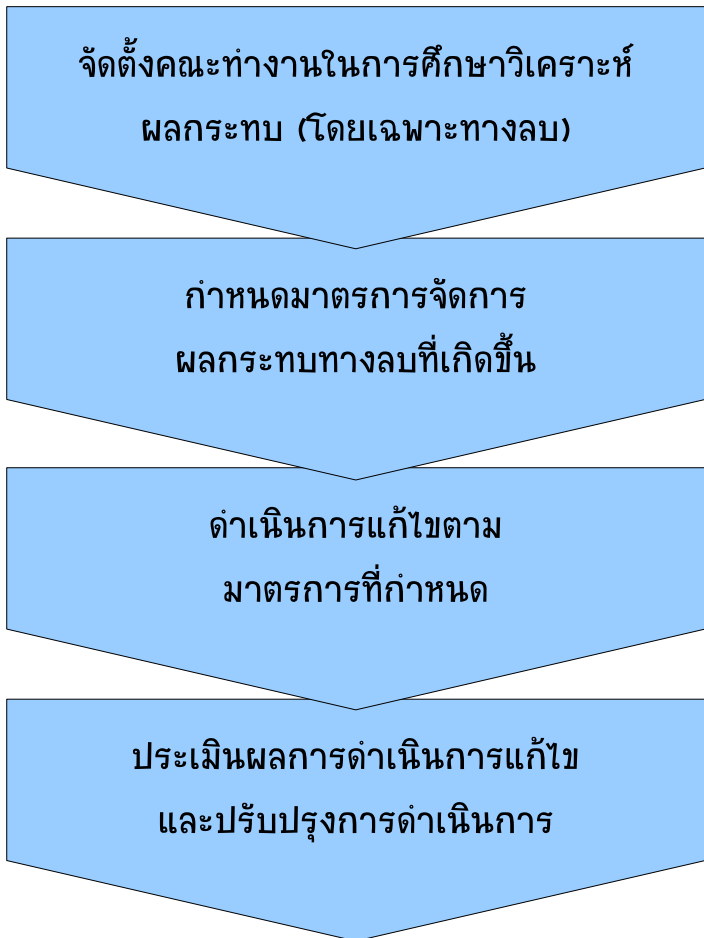 จัดตั้งคณะทำงานในการศึกษาวิเคราะห์
ผลกระทบ (โดยเฉพาะทางลบ)
กำหนดมาตรการจัดการ
ผลกระทบทางลบที่เกิดขึ้น
ดำเนินการแก้ไขตาม
มาตรการที่กำหนด
ประเมินผลการดำเนินการแก้ไข
และปรับปรุงการดำเนินการ